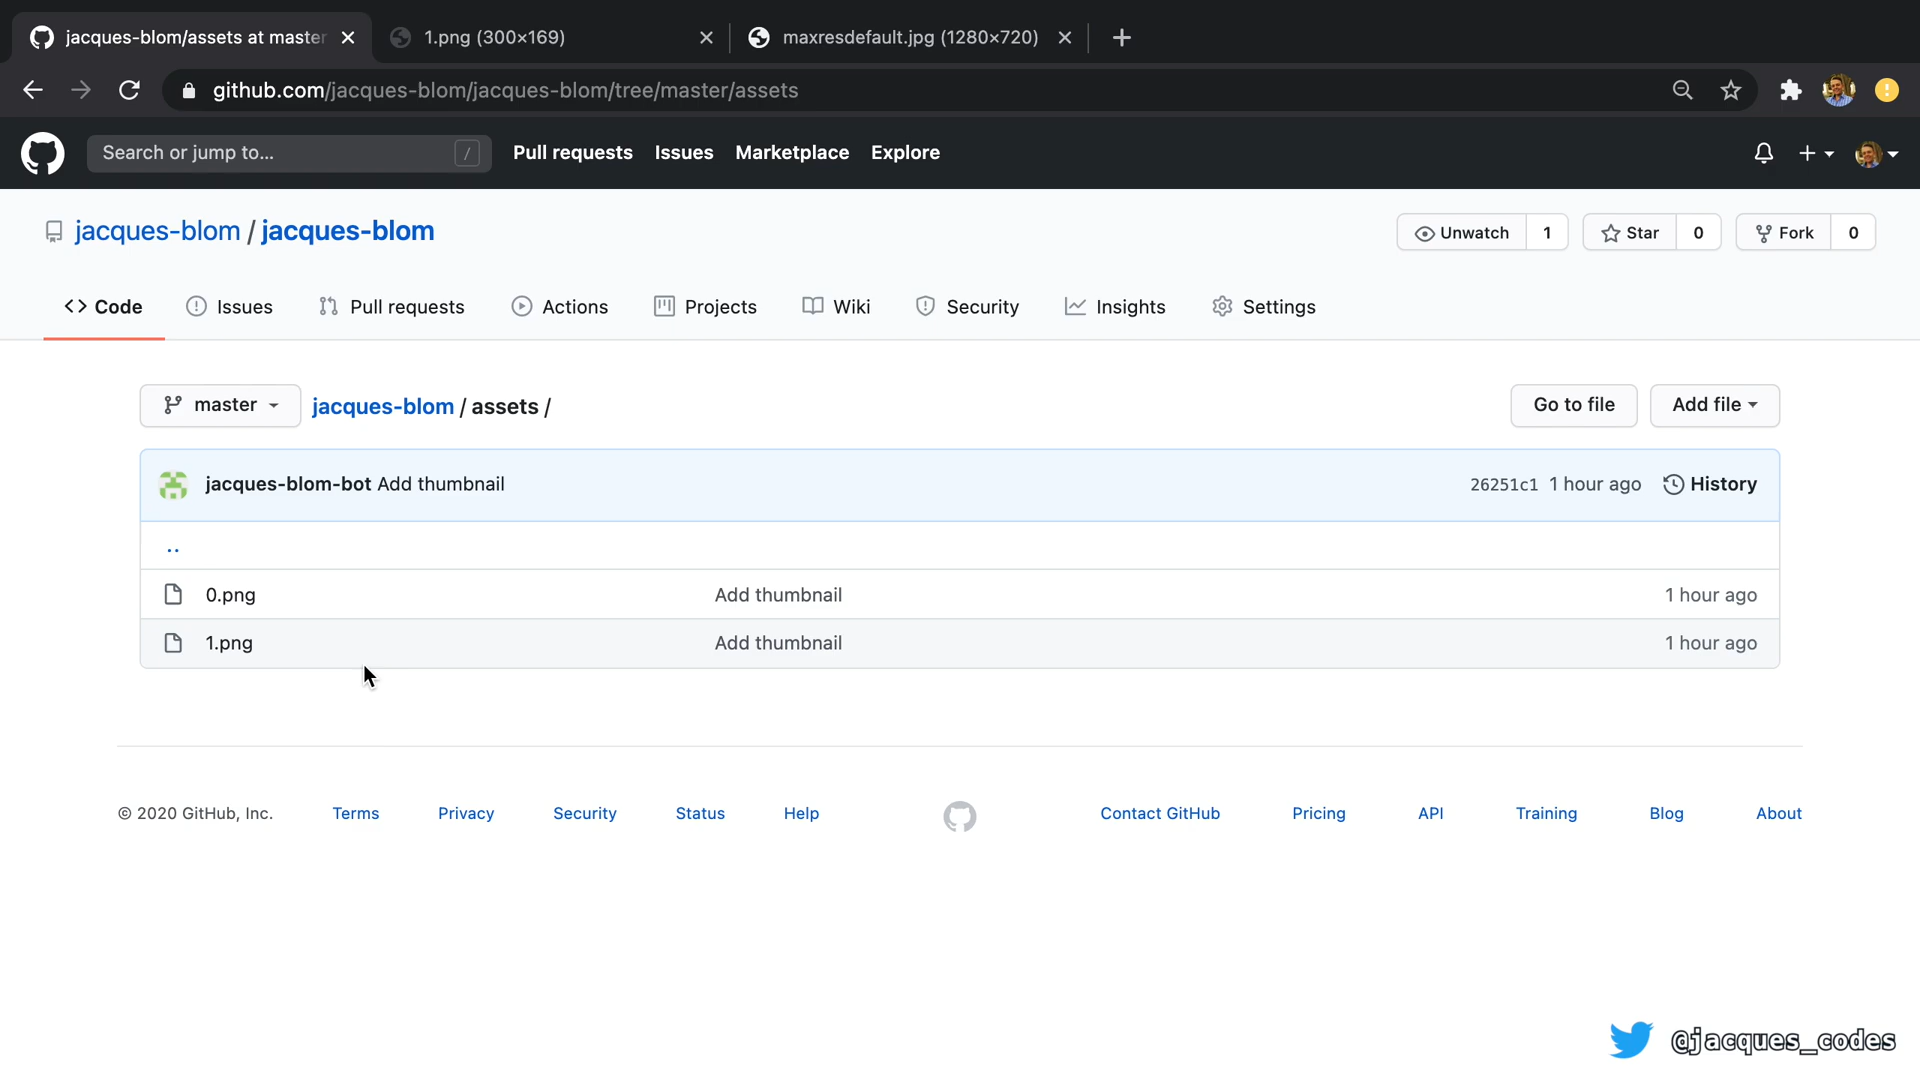 jacques-blom/assets at master
1.png (300×169)
maxresdefault.jpg (1280×720)
github.com/jacques-blom/jacques-blom/tree/master/assets
Search or jump to... /
Pull requests Issues Marketplace Explore
jacques-blom / jacques-blom
Unwatch 1 Star 0 Fork 0
Code Issues Pull requests Actions Projects Wiki Security Insights Settings
master jacques-blom / assets / Go to file Add file
jacques-blom-bot Add thumbnail 26251c1 1 hour ago History
..
0.png Add thumbnail 1 hour ago
1.png Add thumbnail 1 hour ago
© 2020 GitHub, Inc. Terms Privacy Security Status Help Contact GitHub Pricing API Training Blog About
@jacques_codes